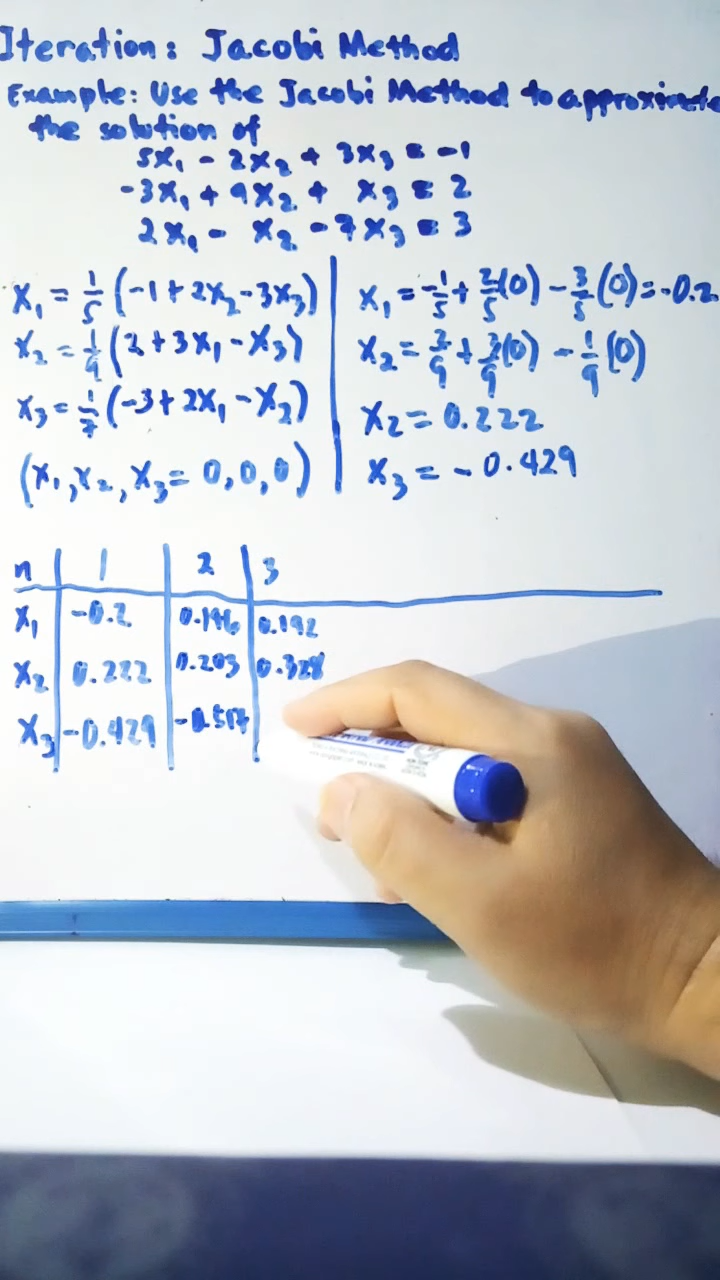 Iteration: Jacobi Method
Example: Use the Jacobi Method to approximate
the solution of
5x₁ - 2x₂ + 3x₃ = -1
-3x₁ + 9x₂ + x₃ = 2
2x₁ - x₂ - 7x₃ = 3
x₁ = 1/5 (-1 + 2x₂ - 3x₃)
x₂ = 1/9 (2 + 3x₁ - x₃)
x₃ = 1/7 (-3 + 2x₁ - x₂)
(x₁, x₂, x₃ = 0, 0, 0)
x₁ = -1/5 + 2/5 (0) - 3/5 (0) = -0.2
x₂ = 2/9 + 3/9 (0) - 1/9 (0)
x₂ = 0.222
x₃ = - 0.429
n 1 2 3
x₁ -0.2 0.146 0.192
x₂ 0.222 0.203 0.328
x₃ -0.429 -0.517